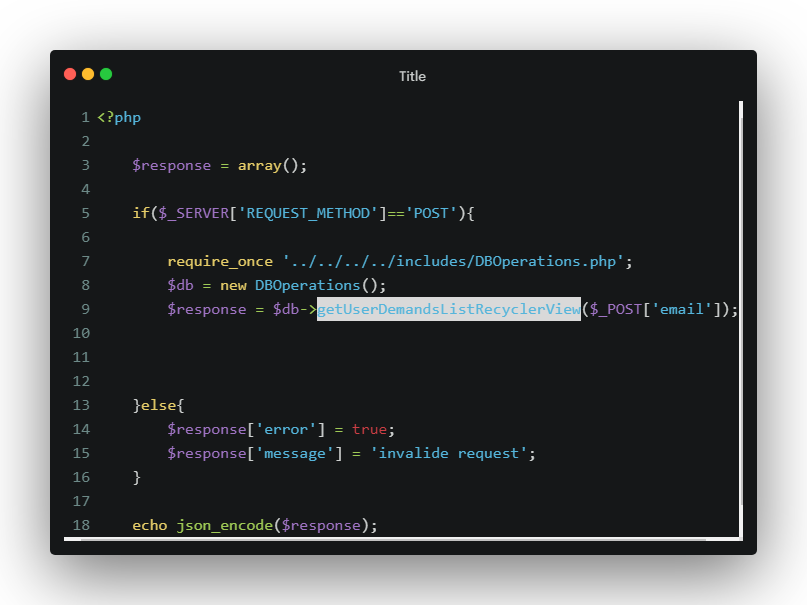 Title
1 <?php
2
3     $response = array();
4
5     if($_SERVER['REQUEST_METHOD']=='POST'){
6
7         require_once '../../../../includes/DBOperations.php';
8         $db = new DBOperations();
9         $response = $db->getUserDemandsListRecyclerView($_POST['email']);
10
11
12
13     }else{
14         $response['error'] = true;
15         $response['message'] = 'invalide request';
16     }
17
18     echo json_encode($response);